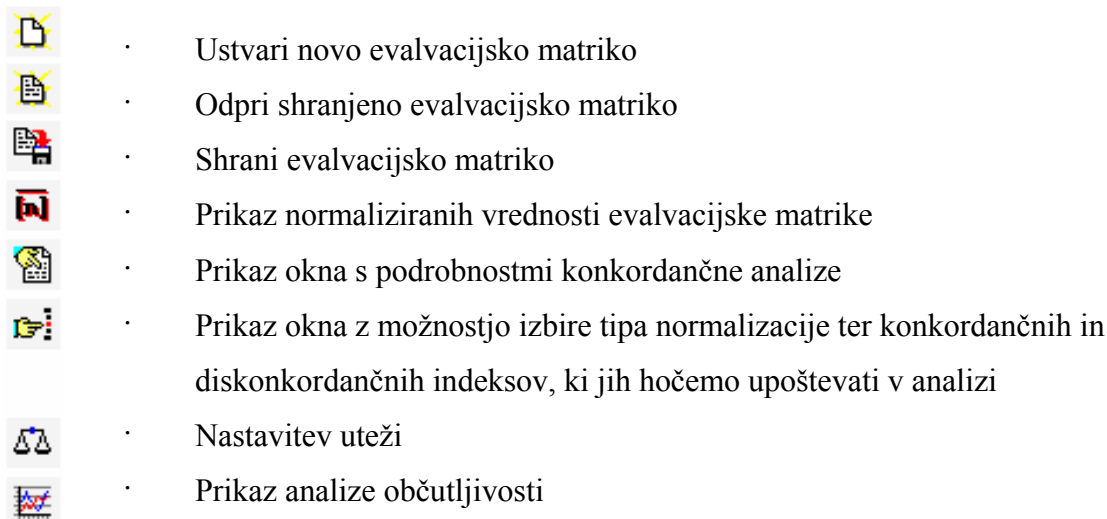 · Ustvari novo evalvacijsko matriko
· Odpri shranjeno evalvacijsko matriko
· Shrani evalvacijsko matriko
[n] · Prikaz normaliziranih vrednosti evalvacijske matrike
· Prikaz okna s podrobnostmi konkordančne analize
· Prikaz okna z možnostjo izbire tipa normalizacije ter konkordančnih in
diskonkordančnih indeksov, ki jih hočemo upoštevati v analizi
· Nastavitev uteži
· Prikaz analize občutljivosti